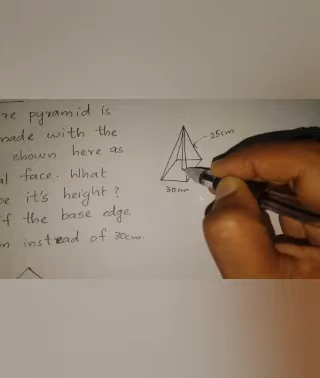 re pyramid is
made with the
shown here as
al face. What
be it's height?
f the base edge
m instead of 30cm.
25cm
30cm